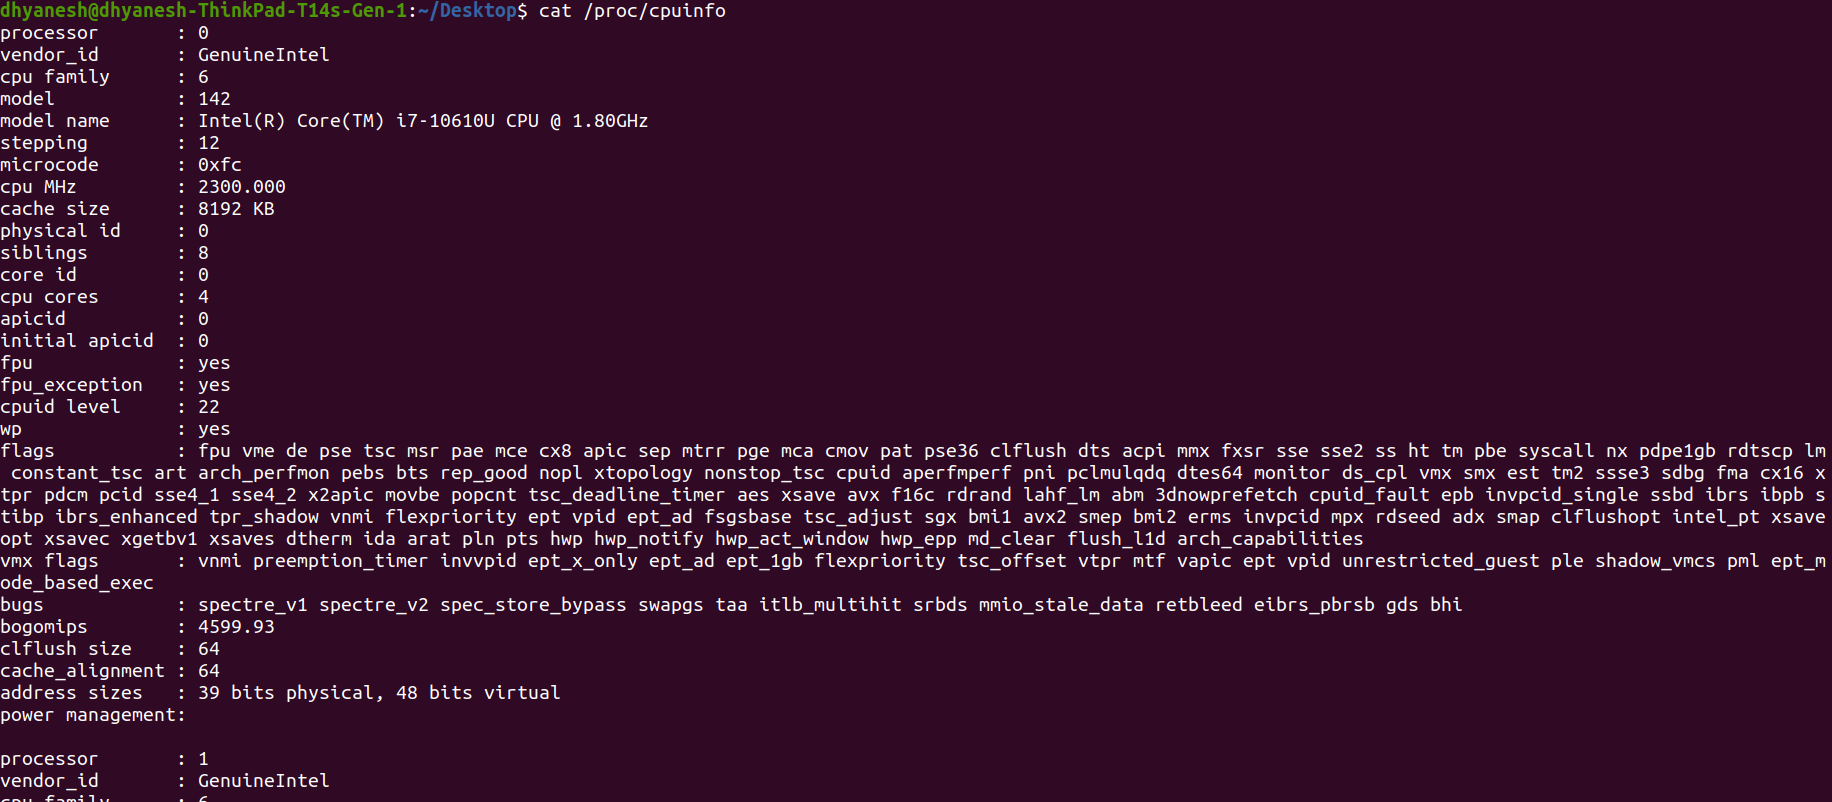 dhyanesh@dhyanesh-ThinkPad-T14s-Gen-1:~/Desktop$ cat /proc/cpuinfo
processor       : 0
vendor_id       : GenuineIntel
cpu family      : 6
model           : 142
model name      : Intel(R) Core(TM) i7-10610U CPU @ 1.80GHz
stepping        : 12
microcode       : 0xfc
cpu MHz         : 2300.000
cache size      : 8192 KB
physical id     : 0
siblings        : 8
core id         : 0
cpu cores       : 4
apicid          : 0
initial apicid  : 0
fpu             : yes
fpu_exception   : yes
cpuid level     : 22
wp              : yes
flags           : fpu vme de pse tsc msr pae mce cx8 apic sep mtrr pge mca cmov pat pse36 clflush dts acpi mmx fxsr sse sse2 ss ht tm pbe syscall nx pdpe1gb rdtscp lm
 constant_tsc art arch_perfmon pebs bts rep_good nopl xtopology nonstop_tsc cpuid aperfmperf pni pclmulqdq dtes64 monitor ds_cpl vmx smx est tm2 ssse3 sdbg fma cx16 x
tpr pdcm pcid sse4_1 sse4_2 x2apic movbe popcnt tsc_deadline_timer aes xsave avx f16c rdrand lahf_lm abm 3dnowprefetch cpuid_fault epb invpcid_single ssbd ibrs ibpb s
tibp ibrs_enhanced tpr_shadow vnmi flexpriority ept vpid ept_ad fsgsbase tsc_adjust sgx bmi1 avx2 smep bmi2 erms invpcid mpx rdseed adx smap clflushopt intel_pt xsave
opt xsavec xgetbv1 xsaves dtherm ida arat pln pts hwp hwp_notify hwp_act_window hwp_epp md_clear flush_l1d arch_capabilities
vmx flags       : vnmi preemption_timer invvpid ept_x_only ept_ad ept_1gb flexpriority tsc_offset vtpr mtf vapic ept vpid unrestricted_guest ple shadow_vmcs pml ept_m
ode_based_exec
bugs            : spectre_v1 spectre_v2 spec_store_bypass swapgs taa itlb_multihit srbds mmio_stale_data retbleed eibrs_pbrsb gds bhi
bogomips        : 4599.93
clflush size    : 64
cache_alignment : 64
address sizes   : 39 bits physical, 48 bits virtual
power management:

processor       : 1
vendor_id       : GenuineIntel
cpu family      : 6